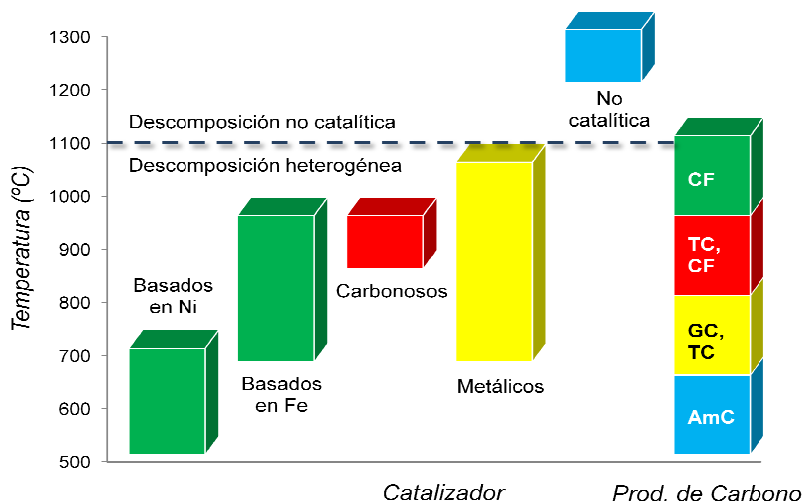 1300
1200
1100
1000
900
800
700
600
500
Temperatura (ºC)
Descomposición no catalítica
Descomposición heterogénea
Basados
en Ni
Basados
en Fe
Carbonosos
Metálicos
No
catalítica
CF
TC,
CF
GC,
TC
AmC
Catalizador
Prod. de Carbono